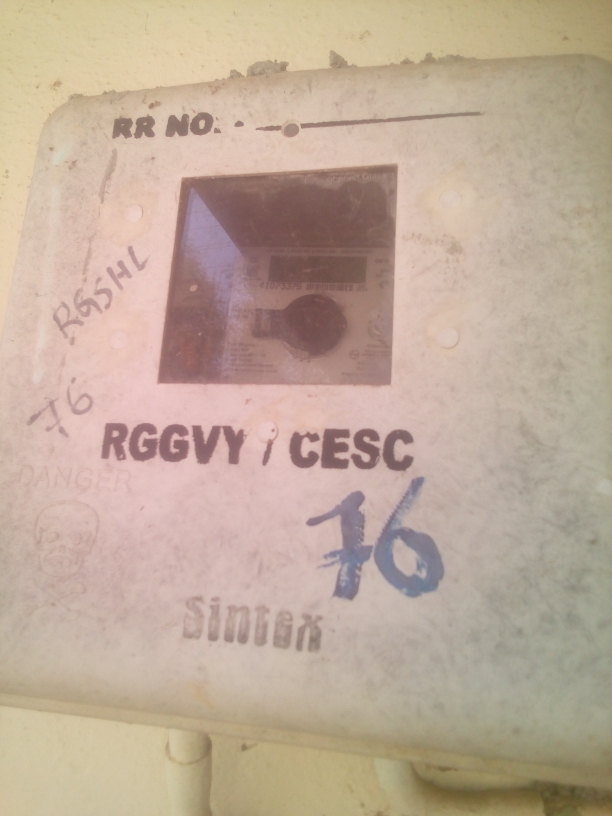 RR NO.
RGSHL
76
RGGVY / CESC
DANGER
76
Sintex